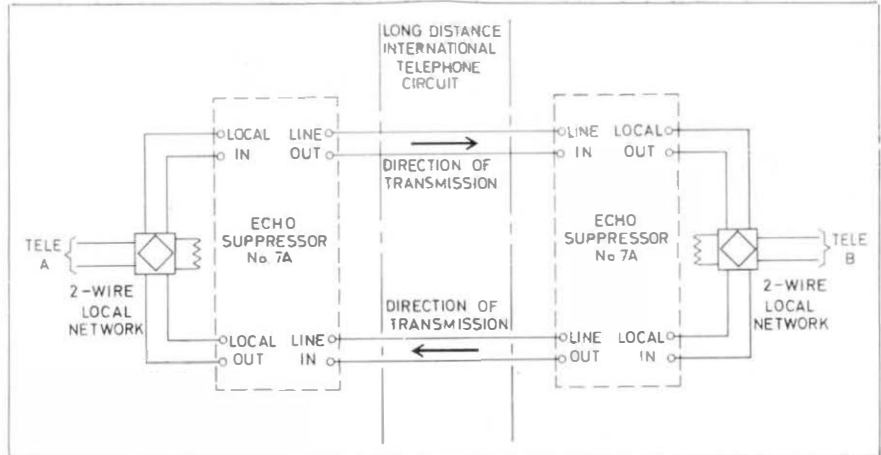 LONG DISTANCE
INTERNATIONAL
TELEPHONE
CIRCUIT
LOCAL LINE
IN OUT
DIRECTION OF
TRANSMISSION
LINE LOCAL
IN OUT
ECHO
SUPPRESSOR
No. 7A
ECHO
SUPPRESSOR
No 7A
TELE
A
TELE
B
2-WIRE
LOCAL
NETWORK
2-WIRE
LOCAL
NETWORK
DIRECTION OF
TRANSMISSION
LOCAL LINE
OUT IN
LINE LOCAL
OUT IN